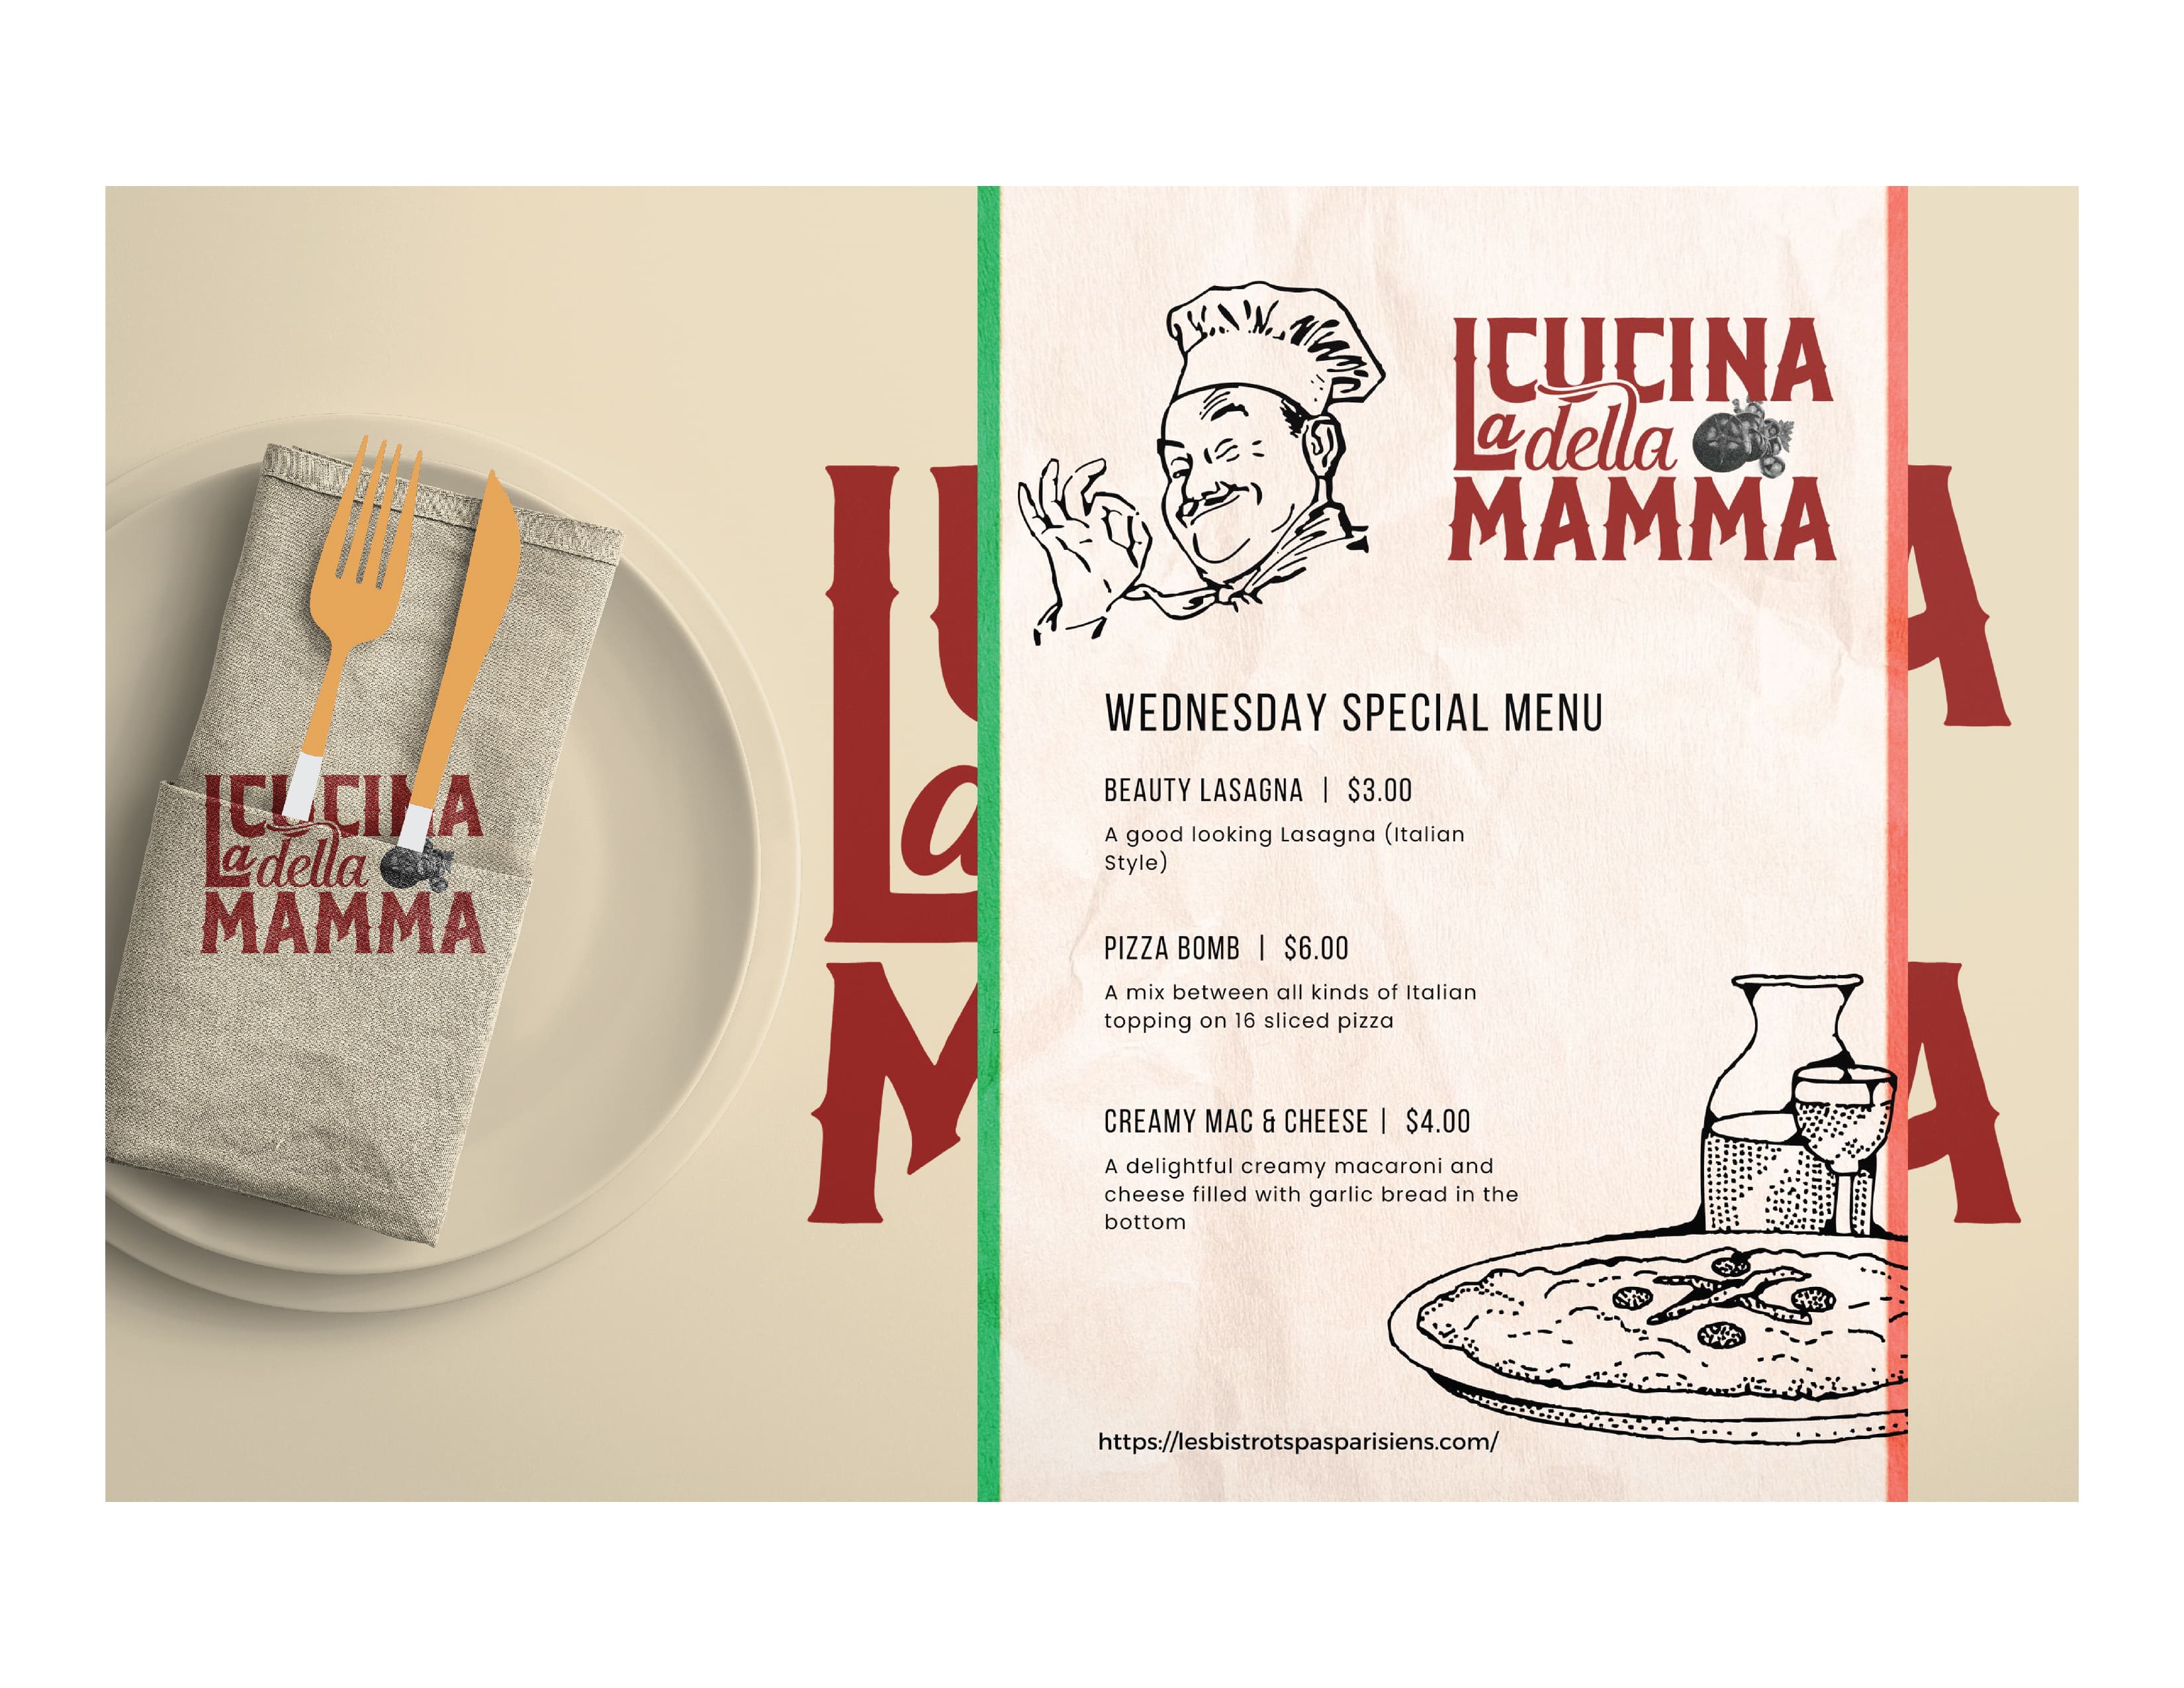 La CUCINA
della
MAMMA
La CUCINA
della
MAMMA
WEDNESDAY SPECIAL MENU
BEAUTY LASAGNA | $3.00
A good looking Lasagna (Italian
Style)
PIZZA BOMB | $6.00
A mix between all kinds of Italian
topping on 16 sliced pizza
CREAMY MAC & CHEESE | $4.00
A delightful creamy macaroni and
cheese filled with garlic bread in the
bottom
https://lesbistrotspasparisiens.com/